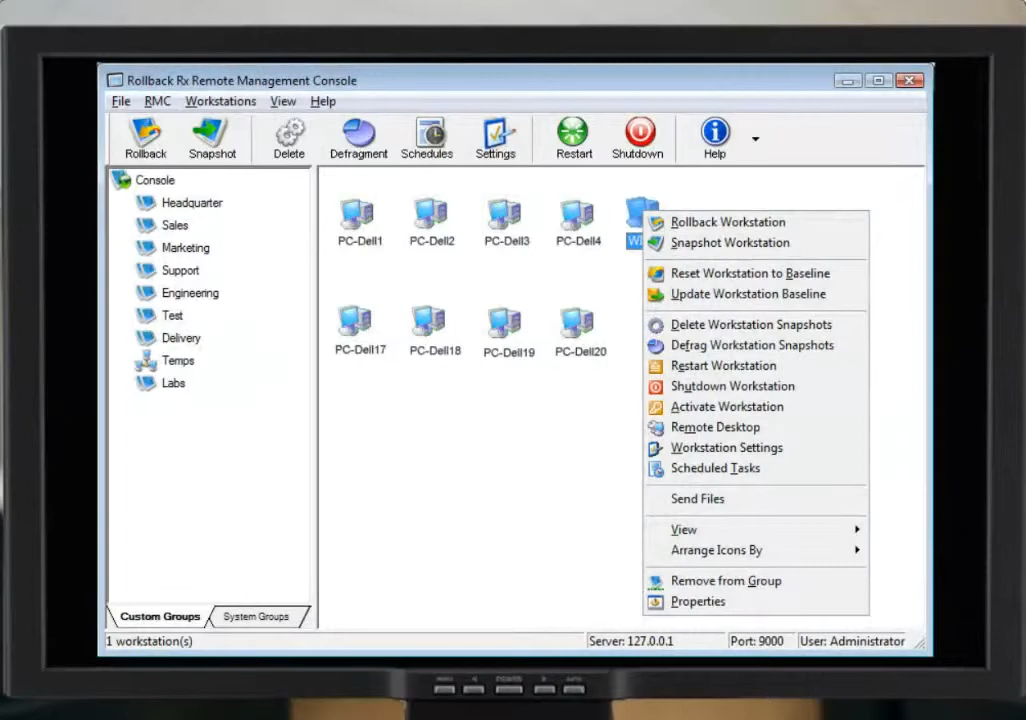 Rollback Rx Remote Management Console
File RMC Workstations View Help
Rollback Snapshot Delete Defragment Schedules Settings Restart Shutdown Help
Console
Headquarter
Sales
Marketing
Support
Engineering
Test
Delivery
Temps
Labs
PC-Dell1 PC-Dell2 PC-Dell3 PC-Dell4
PC-Dell17 PC-Dell18 PC-Dell19 PC-Dell20
Rollback Workstation
Snapshot Workstation
Reset Workstation to Baseline
Update Workstation Baseline
Delete Workstation Snapshots
Defrag Workstation Snapshots
Restart Workstation
Shutdown Workstation
Activate Workstation
Remote Desktop
Workstation Settings
Scheduled Tasks
Send Files
View
Arrange Icons By
Remove from Group
Properties
Custom Groups System Groups
1 workstation(s) Server: 127.0.0.1 Port: 9000 User: Administrator